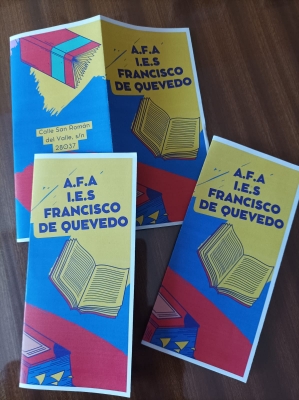 A.F.A
I.E.S
FRANCISCO
DE QUEVEDO
Calle San Román
del Valle, s/n
28037
A.F.A
I.E.S
FRANCISCO
DE QUEVEDO
A.F.A
I.E.S
FRANCISCO
DE QUEVEDO